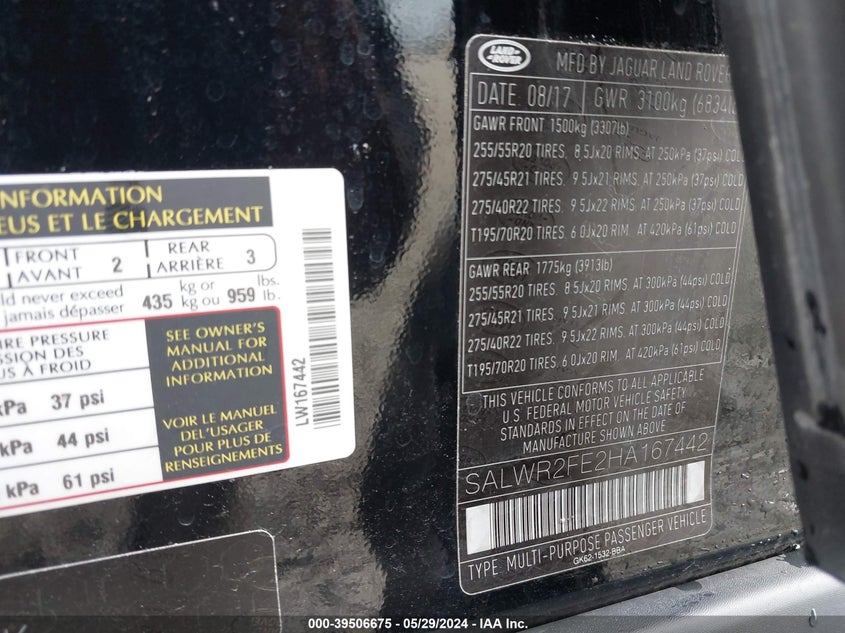 INFORMATION
EUS ET LE CHARGEMENT
FRONT
AVANT 2
REAR
ARRIÈRE 3
ld never exceed
jamais dépasser
435 kg or kg ou 959 lbs. lb.
IRE PRESSURE
SSION DES
US À FROID
kPa 37 psi
kPa 44 psi
kPa 61 psi
SEE OWNER'S
MANUAL FOR
ADDITIONAL
INFORMATION
VOIR LE MANUEL
DEL'USAGER
POUR PLUS DE
RENSEIGNEMENTS
LW167442
LAND ROVER
MFD BY JAGUAR LAND ROVER
DATE 08/17 GWR 3100kg (6834lb
GAWR FRONT 1500kg (3307lb)
255/55R20 TIRES. 8.5Jx20 RIMS. AT 250kPa (37psi) COLD
275/45R21 TIRES. 9.5Jx21 RIMS. AT 250kPa (37psi) COLD
275/40R22 TIRES. 9.5Jx22 RIMS. AT 250kPa (37psi) COLD
T195/70R20 TIRES. 6.0Jx20 RIM. AT 420kPa (61psi) COLD
GAWR REAR 1775kg (3913lb)
255/55R20 TIRES. 8.5Jx20 RIMS. AT 300kPa (44psi) COLD
275/45R21 TIRES. 9.5Jx21 RIMS. AT 300kPa (44psi) COLD
275/40R22 TIRES. 9.5Jx22 RIMS. AT 300kPa (44psi) COLD
T195/70R20 TIRES. 6.0Jx20 RIM. AT 420kPa (61psi) COLD
THIS VEHICLE CONFORMS TO ALL APPLICABLE
U.S. FEDERAL MOTOR VEHICLE SAFETY
STANDARDS IN EFFECT ON THE DATE OF
MANUFACTURE SHOWN ABOVE.
SALWR2FE2HA167442
TYPE: MULTI-PURPOSE PASSENGER VEHICLE
GK62-1532-BBA
000-39506675 / 05/29/2024 - IAA Inc.